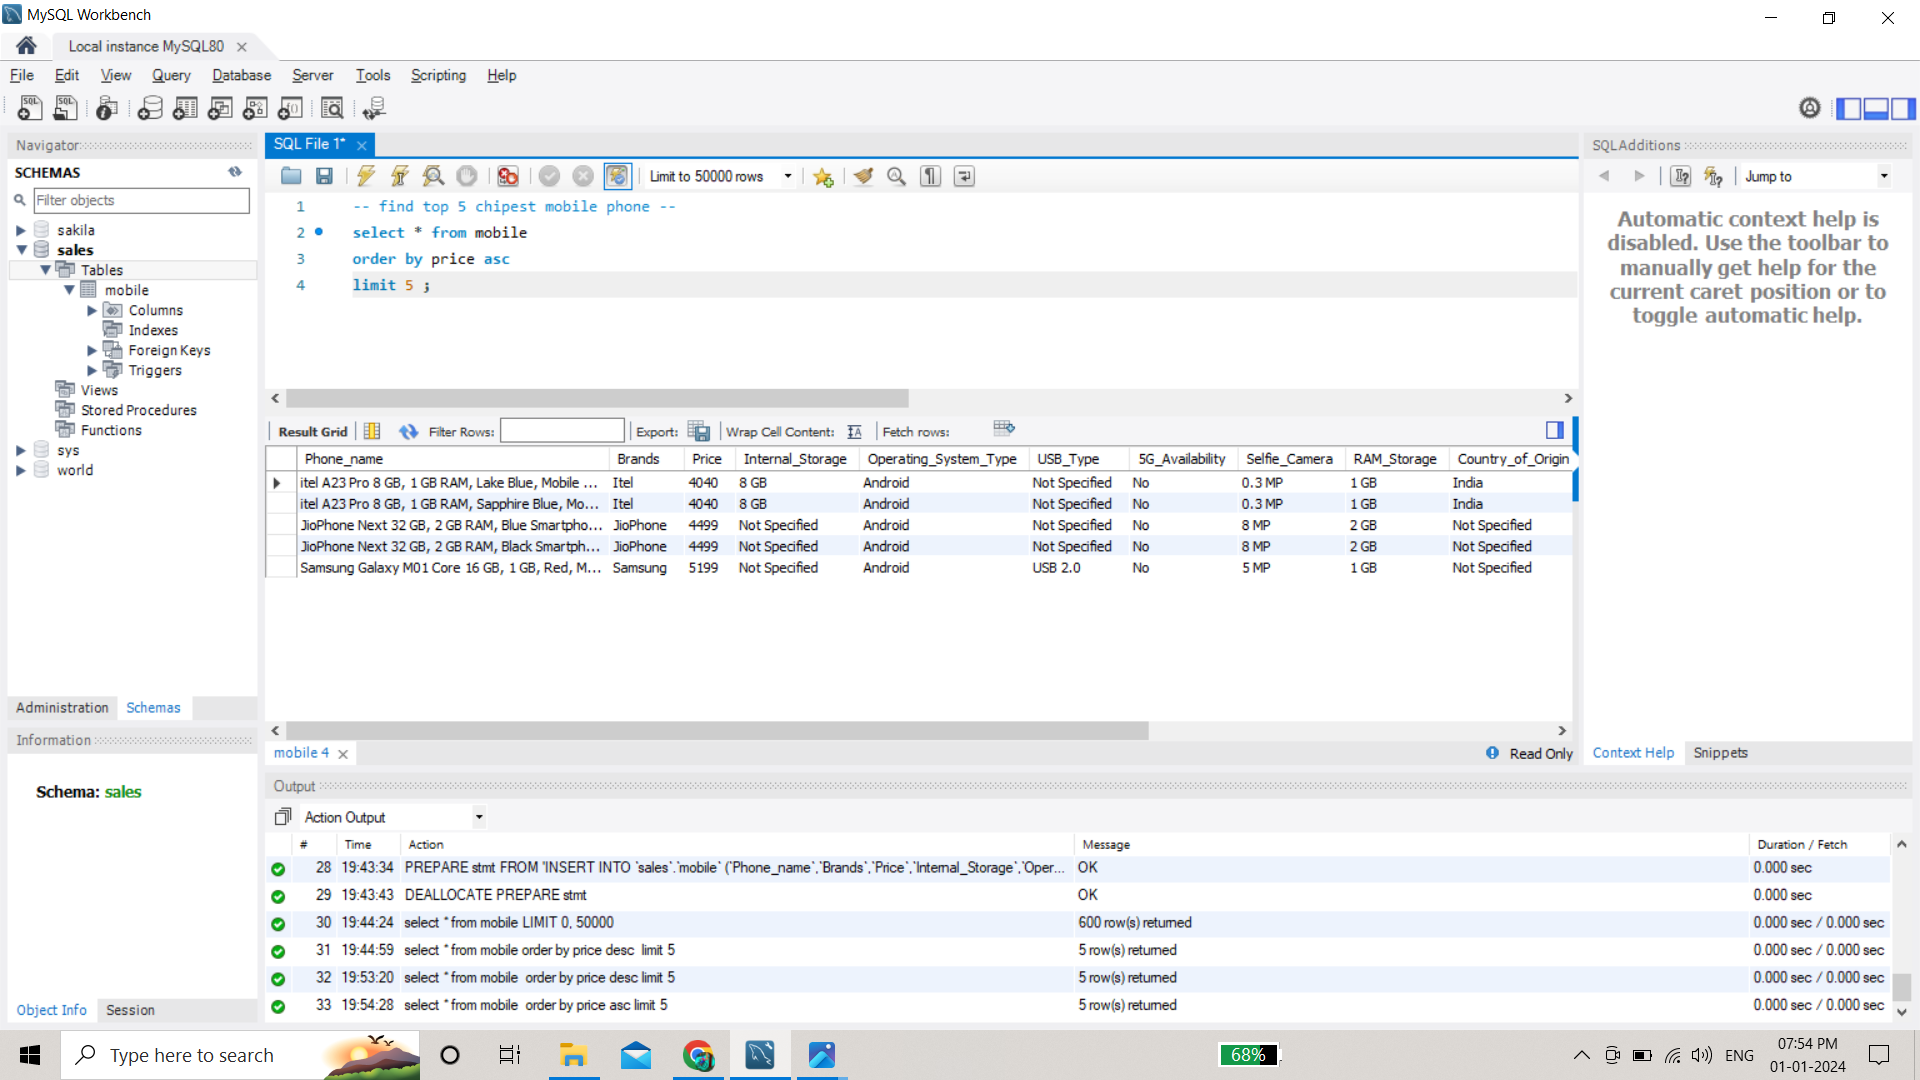 MySQL Workbench
Local instance MySQL80
File Edit View Query Database Server Tools Scripting Help
Navigator
SCHEMAS
Filter objects
sakila
sales
Tables
mobile
Columns
Indexes
Foreign Keys
Triggers
Views
Stored Procedures
Functions
sys
world
Administration Schemas
Information
Schema: sales
Object Info Session
SQL File 1*
Limit to 50000 rows
1 -- find top 5 chipest mobile phone --
2 select * from mobile
3 order by price asc
4 limit 5 ;
Result Grid Filter Rows: Export: Wrap Cell Content: Fetch rows:
Phone_name Brands Price Internal_Storage Operating_System_Type USB_Type 5G_Availability Selfie_Camera RAM_Storage Country_of_Origin
itel A23 Pro 8 GB, 1 GB RAM, Lake Blue, Mobile ... Itel 4040 8 GB Android Not Specified No 0.3 MP 1 GB India
itel A23 Pro 8 GB, 1 GB RAM, Sapphire Blue, Mo... Itel 4040 8 GB Android Not Specified No 0.3 MP 1 GB India
JioPhone Next 32 GB, 2 GB RAM, Blue Smartpho... JioPhone 4499 Not Specified Android Not Specified No 8 MP 2 GB Not Specified
JioPhone Next 32 GB, 2 GB RAM, Black Smartph... JioPhone 4499 Not Specified Android Not Specified No 8 MP 2 GB Not Specified
Samsung Galaxy M01 Core 16 GB, 1 GB, Red, M... Samsung 5199 Not Specified Android USB 2.0 No 5 MP 1 GB Not Specified
mobile 4
Read Only
SQLAdditions
Jump to
Automatic context help is
disabled. Use the toolbar to
manually get help for the
current caret position or to
toggle automatic help.
Context Help Snippets
Output
Action Output
# Time Action Message Duration / Fetch
28 19:43:34 PREPARE stmt FROM 'INSERT INTO `sales`.`mobile` (`Phone_name`,`Brands`,`Price`,`Internal_Storage`,`Oper... OK 0.000 sec
29 19:43:43 DEALLOCATE PREPARE stmt OK 0.000 sec
30 19:44:24 select * from mobile LIMIT 0, 50000 600 row(s) returned 0.000 sec / 0.000 sec
31 19:44:59 select * from mobile order by price desc limit 5 5 row(s) returned 0.000 sec / 0.000 sec
32 19:53:20 select * from mobile order by price desc limit 5 5 row(s) returned 0.000 sec / 0.000 sec
33 19:54:28 select * from mobile order by price asc limit 5 5 row(s) returned 0.000 sec / 0.000 sec
Type here to search
68%
ENG
07:54 PM
01-01-2024